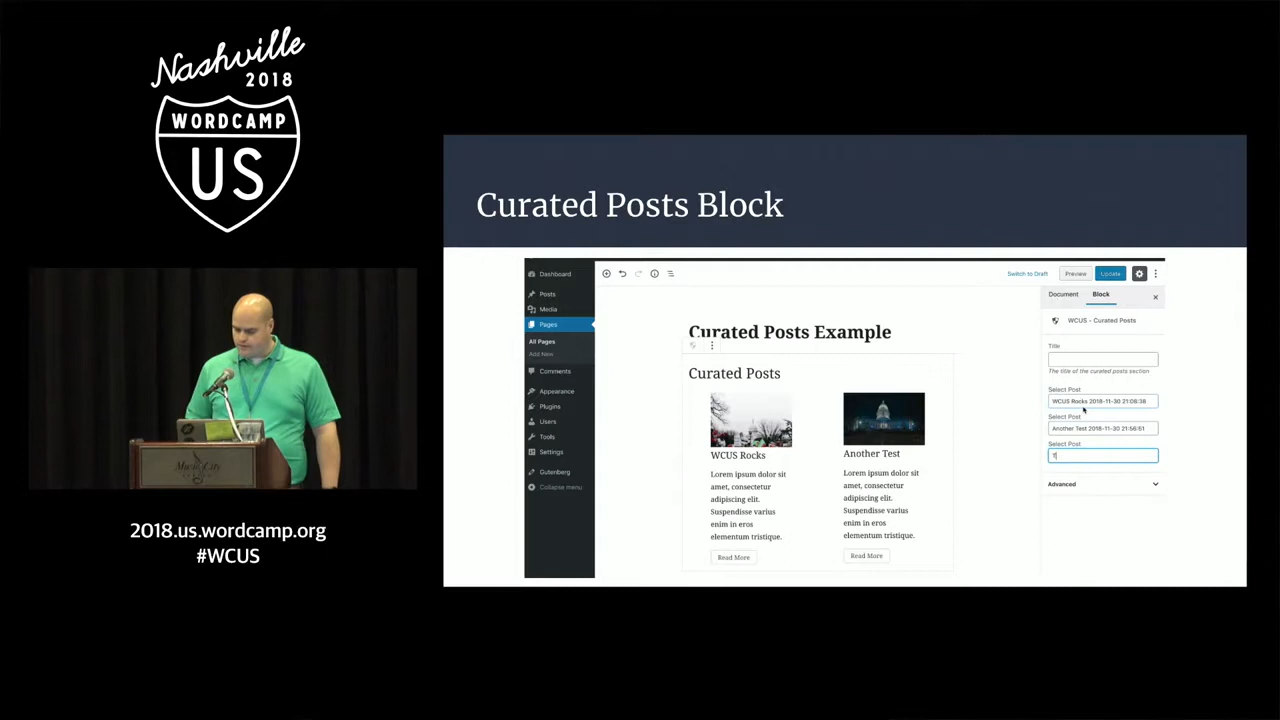 Nashville
2018
WORDCAMP
US
2018.us.wordcamp.org
#WCUS
Curated Posts Block
Dashboard
Posts
Media
Pages
All Pages
Add New
Comments
Appearance
Plugins
Users
Tools
Settings
Gutenberg
Collapse menu
Switch to Draft
Preview
Update
Curated Posts Example
Curated Posts
WCUS Rocks
Lorem ipsum dolor sit
amet, consectetur
adipiscing elit.
Suspendisse varius
enim in eros
elementum tristique.
Read More
Another Test
Lorem ipsum dolor sit
amet, consectetur
adipiscing elit.
Suspendisse varius
enim in eros
elementum tristique.
Read More
Document Block
WCUS - Curated Posts
Title
The title of the curated posts section
Select Post
WCUS Rocks 2018-11-30 21:08:38
Select Post
Another Test 2018-11-30 21:56:51
Select Post
T
Advanced